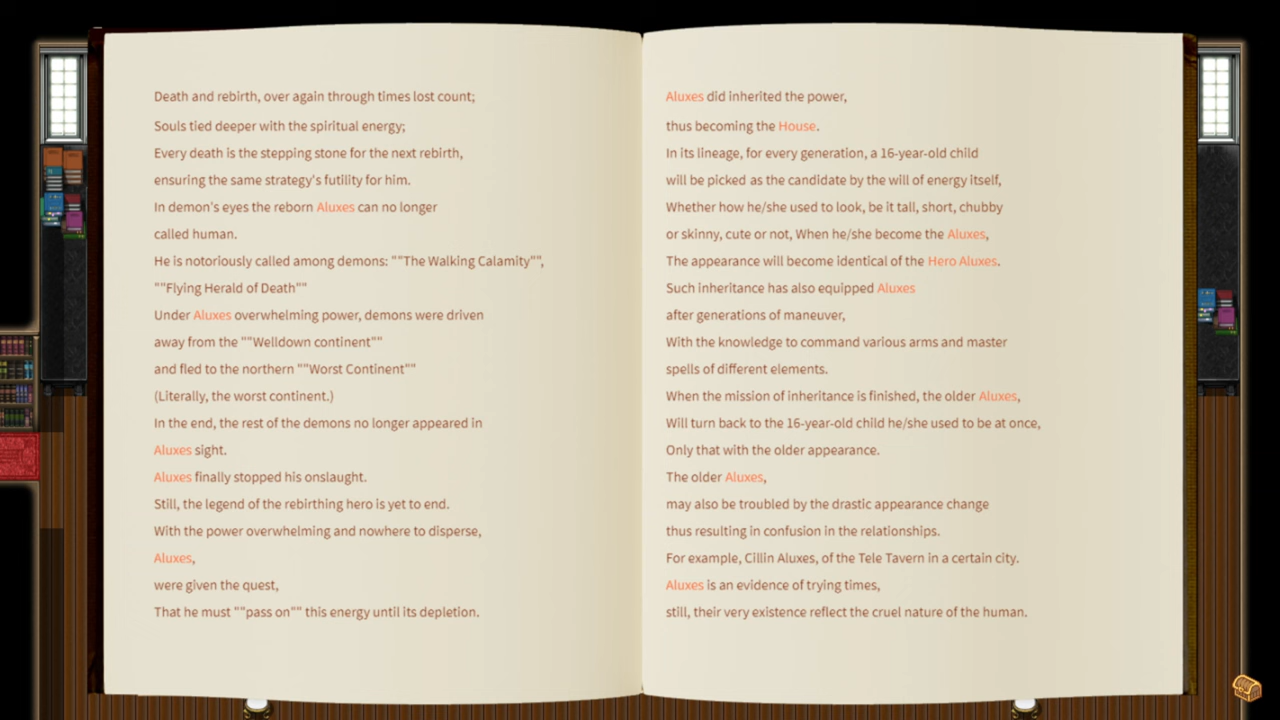 Death and rebirth, over again through times lost count;
Souls tied deeper with the spiritual energy;
Every death is the stepping stone for the next rebirth,
ensuring the same strategy's futility for him.
In demon's eyes the reborn Aluxes can no longer
called human.
He is notoriously called among demons: ""The Walking Calamity"",
""Flying Herald of Death""
Under Aluxes overwhelming power, demons were driven
away from the ""Welldown continent""
and fled to the northern ""Worst Continent""
(Literally, the worst continent.)
In the end, the rest of the demons no longer appeared in
Aluxes sight.
Aluxes finally stopped his onslaught.
Still, the legend of the rebirthing hero is yet to end.
With the power overwhelming and nowhere to disperse,
Aluxes,
were given the quest,
That he must ""pass on"" this energy until its depletion.
Aluxes did inherited the power,
thus becoming the House.
In its lineage, for every generation, a 16-year-old child
will be picked as the candidate by the will of energy itself,
Whether how he/she used to look, be it tall, short, chubby
or skinny, cute or not, When he/she become the Aluxes,
The appearance will become identical of the Hero Aluxes.
Such inheritance has also equipped Aluxes
after generations of maneuver,
With the knowledge to command various arms and master
spells of different elements.
When the mission of inheritance is finished, the older Aluxes,
Will turn back to the 16-year-old child he/she used to be at once,
Only that with the older appearance.
The older Aluxes,
may also be troubled by the drastic appearance change
thus resulting in confusion in the relationships.
For example, Cillin Aluxes, of the Tele Tavern in a certain city.
Aluxes is an evidence of trying times,
still, their very existence reflect the cruel nature of the human.